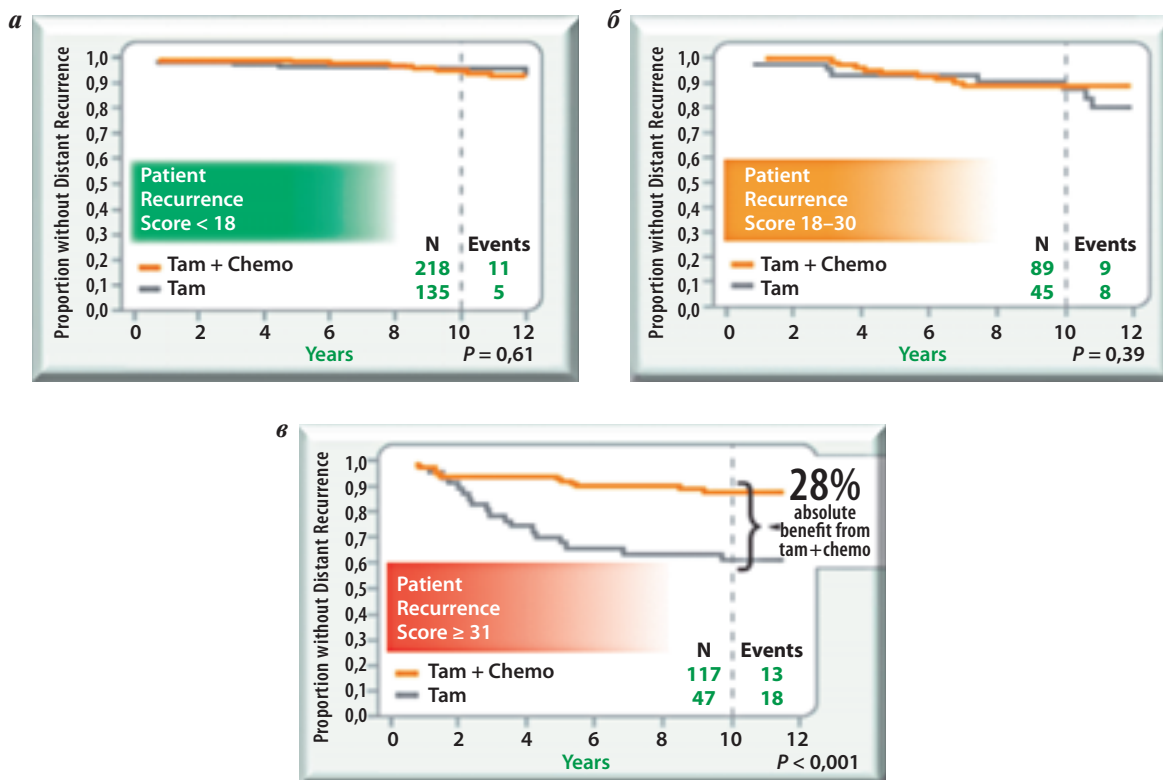 а
Proportion without Distant Recurrence
1,0
0,9
0,8
0,7
0,6
0,5
0,4
0,3
0,2
0,1
0,0
Patient
Recurrence
Score < 18
N Events
Tam + Chemo 218 11
Tam 135 5
0 2 4 6 8 10 12
Years
P = 0,61
б
Proportion without Distant Recurrence
1,0
0,9
0,8
0,7
0,6
0,5
0,4
0,3
0,2
0,1
0,0
Patient
Recurrence
Score 18–30
N Events
Tam + Chemo 89 9
Tam 45 8
0 2 4 6 8 10 12
Years
P = 0,39
в
Proportion without Distant Recurrence
1,0
0,9
0,8
0,7
0,6
0,5
0,4
0,3
0,2
0,1
0,0
28%
absolute
benefit from
tam+chemo
Patient
Recurrence
Score ≥ 31
N Events
Tam + Chemo 117 13
Tam 47 18
0 2 4 6 8 10 12
Years
P < 0,001